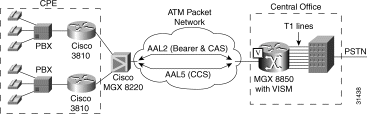 CPE
PBX
Cisco
3810
PBX
Cisco
3810
Cisco
MGX 8220
ATM Packet
Network
AAL2 (Bearer & CAS)
AAL5 (CCS)
Central Office
T1 lines
V
MGX 8850
with VISM
PSTN
31438